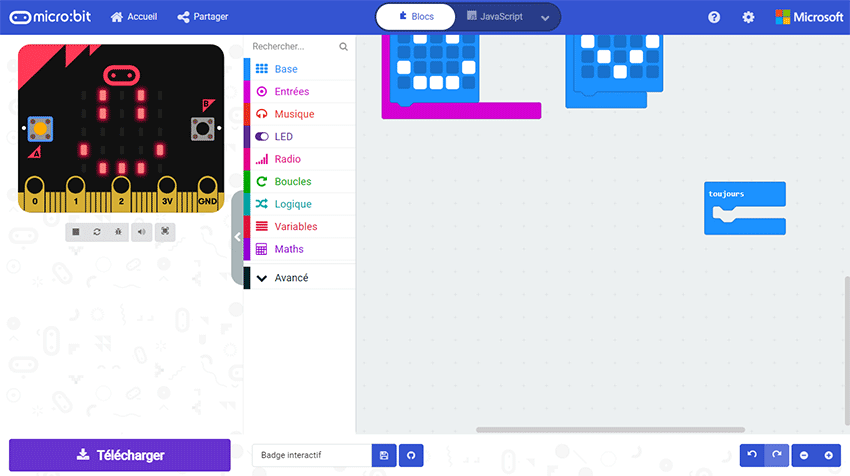 micro:bit
Accueil
Partager
Blocs
JavaScript
Microsoft
Rechercher...
Base
Entrées
Musique
LED
Radio
Boucles
Logique
Variables
Maths
Avancé
A
B
0 1 2 3V GND
toujours
Télécharger
Badge interactif